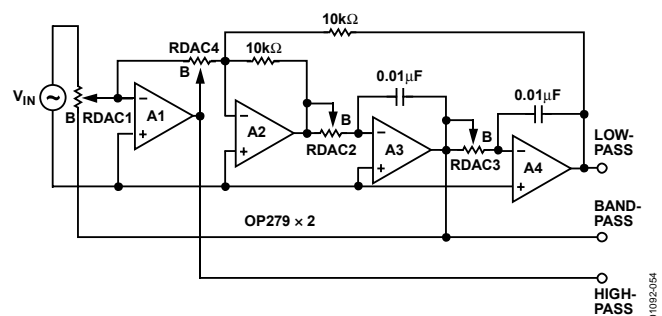 10kΩ
RDAC4
10kΩ
B
0.01µF
0.01µF
V_IN
B
RDAC1
−
A1
+
−
A2
+
B
RDAC2
−
A3
+
B
RDAC3
−
A4
+
LOW-
PASS
BAND-
PASS
OP279 × 2
HIGH-
PASS
01092-054